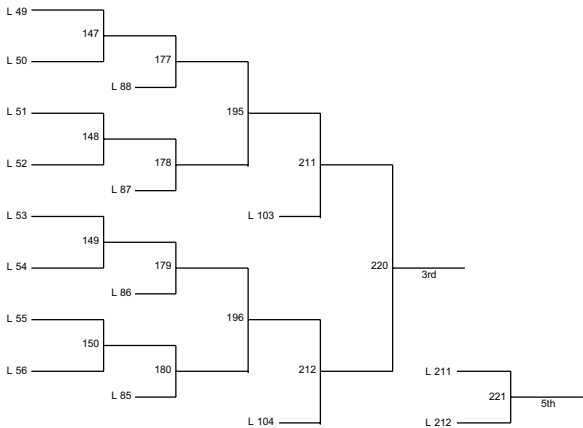 L 49
147
L 50
177
L 88
195
L 51
148
L 52
178
L 87
211
L 103
L 53
149
L 54
179
L 86
196
L 55
150
L 56
180
L 85
212
L 104
220
3rd
L 211
221
5th
L 212